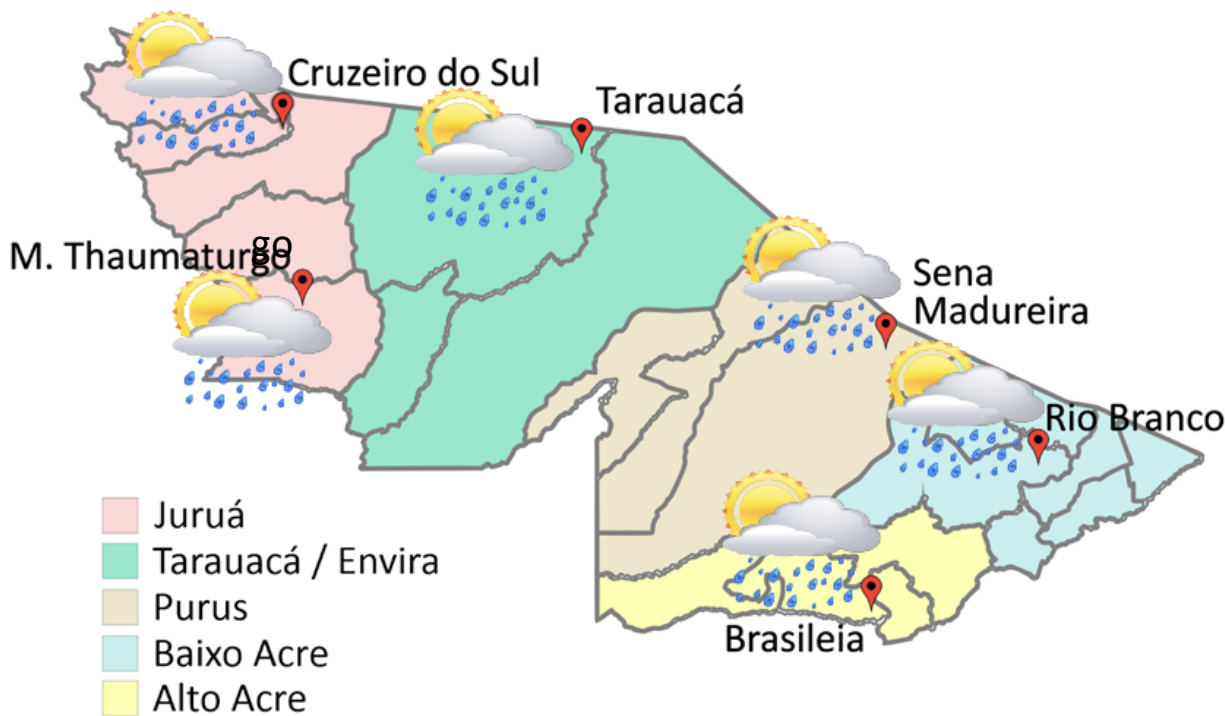 Cruzeiro do Sul
Tarauacá
M. Thaumaturgo
go
Sena
Madureira
Rio Branco
Brasileia
Juruá
Tarauacá / Envira
Purus
Baixo Acre
Alto Acre